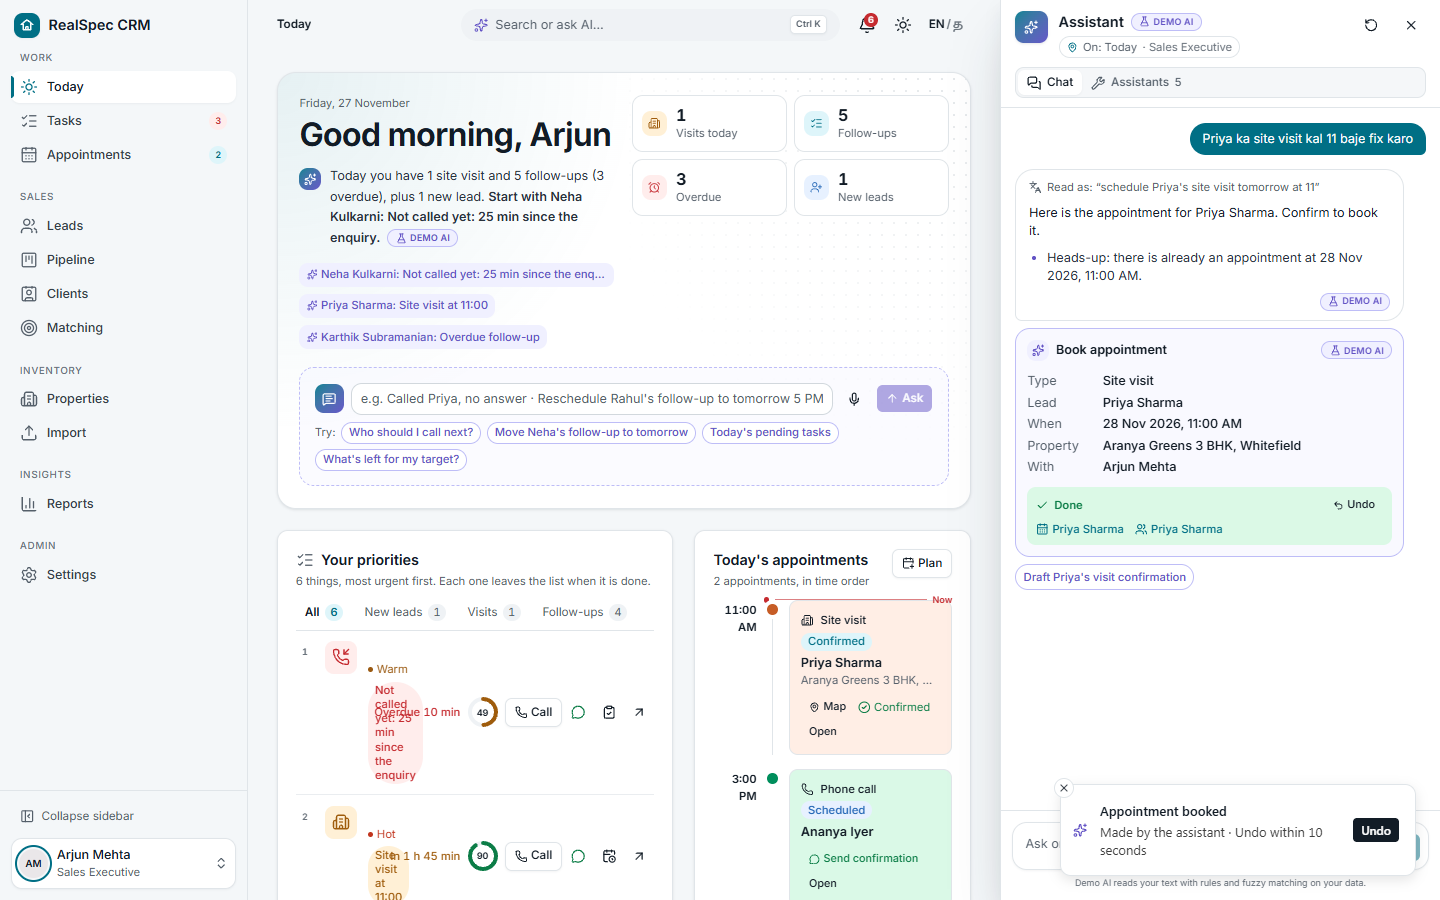 RealSpec CRM
WORK
Today
Tasks
3
Appointments
2
SALES
Leads
Pipeline
Clients
Matching
INVENTORY
Properties
Import
INSIGHTS
Reports
ADMIN
Settings
Collapse sidebar
AM
Arjun Mehta
Sales Executive
Today
Search or ask AI...
Ctrl K
6
EN / த
Friday, 27 November
Good morning, Arjun
Today you have 1 site visit and 5 follow-ups (3
overdue), plus 1 new lead. Start with Neha
Kulkarni: Not called yet: 25 min since the
enquiry.
DEMO AI
1
Visits today
5
Follow-ups
3
Overdue
1
New leads
Neha Kulkarni: Not called yet: 25 min since the enq...
Priya Sharma: Site visit at 11:00
Karthik Subramanian: Overdue follow-up
e.g. Called Priya, no answer · Reschedule Rahul's follow-up to tomorrow 5 PM
Ask
Try:
Who should I call next?
Move Neha's follow-up to tomorrow
Today's pending tasks
What's left for my target?
Your priorities
6 things, most urgent first. Each one leaves the list when it is done.
All 6
New leads 1
Visits 1
Follow-ups 4
1
Warm
Not
called
yet: 25
min
since
the
enquiry
Overdue 10 min
49
Call
2
Hot
Site
visit
at
11:00
in 1 h 45 min
90
Call
Today's appointments
2 appointments, in time order
Plan
Now
11:00
AM
Site visit
Confirmed
Priya Sharma
Aranya Greens 3 BHK, ...
Map
Confirmed
Open
3:00
PM
Phone call
Scheduled
Ananya Iyer
Send confirmation
Open
Assistant
DEMO AI
On: Today · Sales Executive
Chat
Assistants 5
Priya ka site visit kal 11 baje fix karo
Read as: “schedule Priya's site visit tomorrow at 11”
Here is the appointment for Priya Sharma. Confirm to book
it.
Heads-up: there is already an appointment at 28 Nov
2026, 11:00 AM.
DEMO AI
Book appointment
DEMO AI
Type Site visit
Lead Priya Sharma
When 28 Nov 2026, 11:00 AM
Property Aranya Greens 3 BHK, Whitefield
With Arjun Mehta
Done
Undo
Priya Sharma
Priya Sharma
Draft Priya's visit confirmation
Ask
Appointment booked
Made by the assistant · Undo within 10
seconds
Undo
Demo AI reads your text with rules and fuzzy matching on your data.